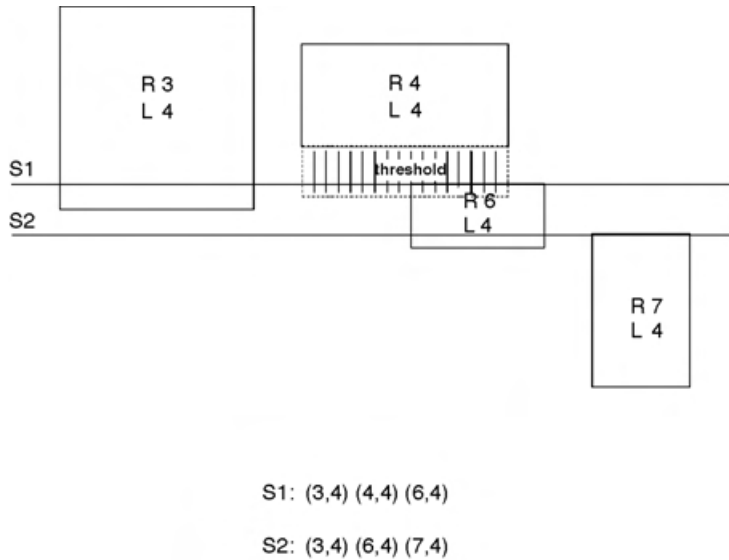 R 3
L 4
R 4
L 4
threshold
S1
R 6
L 4
S2
R 7
L 4
S1: (3,4) (4,4) (6,4)
S2: (3,4) (6,4) (7,4)